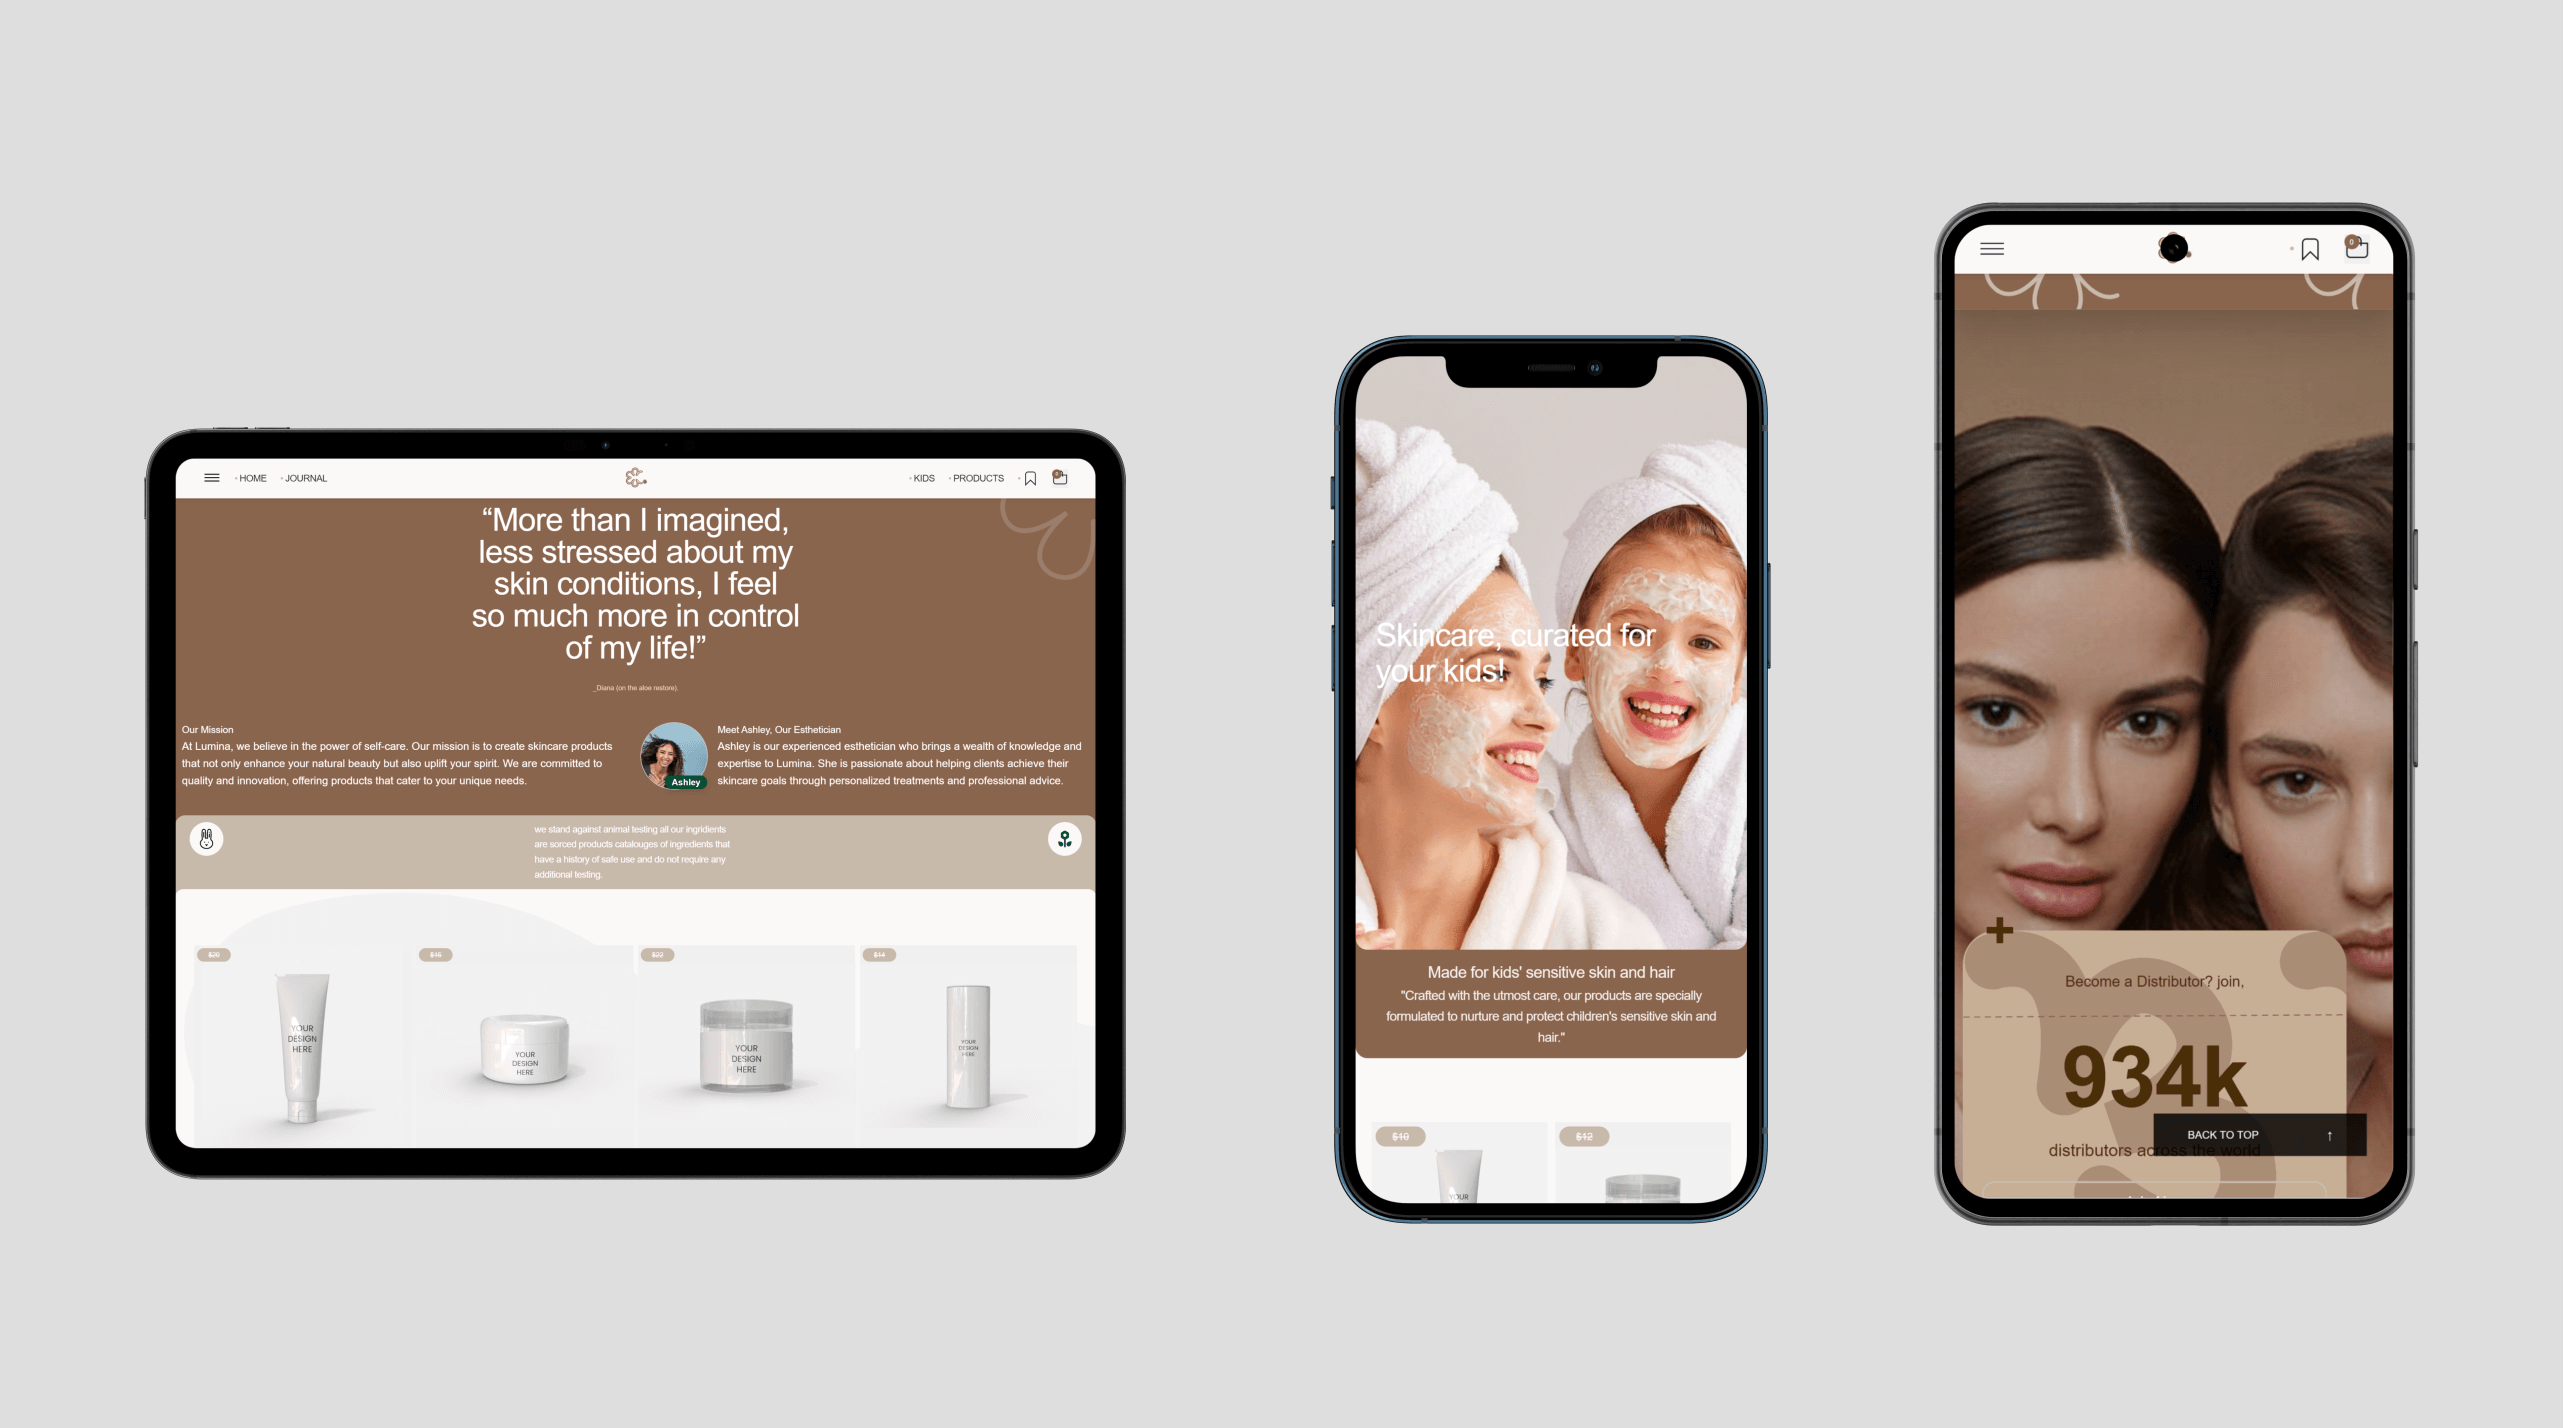 HOME
JOURNAL
KIDS
PRODUCTS
0
“More than I imagined,
less stressed about my
skin conditions, I feel
so much more in control
of my life!”
_Diana (on the aloe restore).
Our Mission
At Lumina, we believe in the power of self-care. Our mission is to create skincare products
that not only enhance your natural beauty but also uplift your spirit. We are committed to
quality and innovation, offering products that cater to your unique needs.
Ashley
Meet Ashley, Our Esthetician
Ashley is our experienced esthetician who brings a wealth of knowledge and
expertise to Lumina. She is passionate about helping clients achieve their
skincare goals through personalized treatments and professional advice.
we stand against animal testing all our ingridients
are sorced products catalouges of ingredients that
have a history of safe use and do not require any
additional testing.
$20
$15
$22
$14
YOUR
DESIGN
HERE
YOUR
DESIGN
HERE
YOUR
DESIGN
HERE
YOUR
DESIGN
HERE
Skincare, curated for
your kids!
Made for kids' sensitive skin and hair
"Crafted with the utmost care, our products are specially
formulated to nurture and protect children's sensitive skin and
hair."
$10
$12
YOUR
0
Become a Distributor? join,
934k
BACK TO TOP ↑
distributors across the world